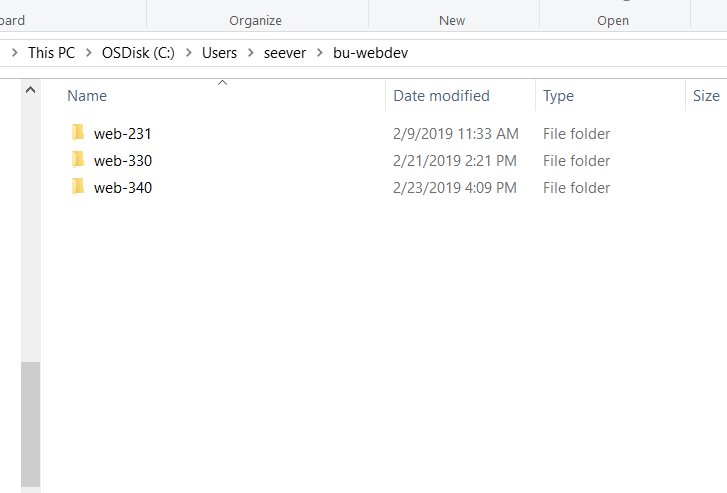 oard Organize New Open
This PC > OSDisk (C:) > Users > seever > bu-webdev
Name Date modified Type Size
web-231 2/9/2019 11:33 AM File folder
web-330 2/21/2019 2:21 PM File folder
web-340 2/23/2019 4:09 PM File folder